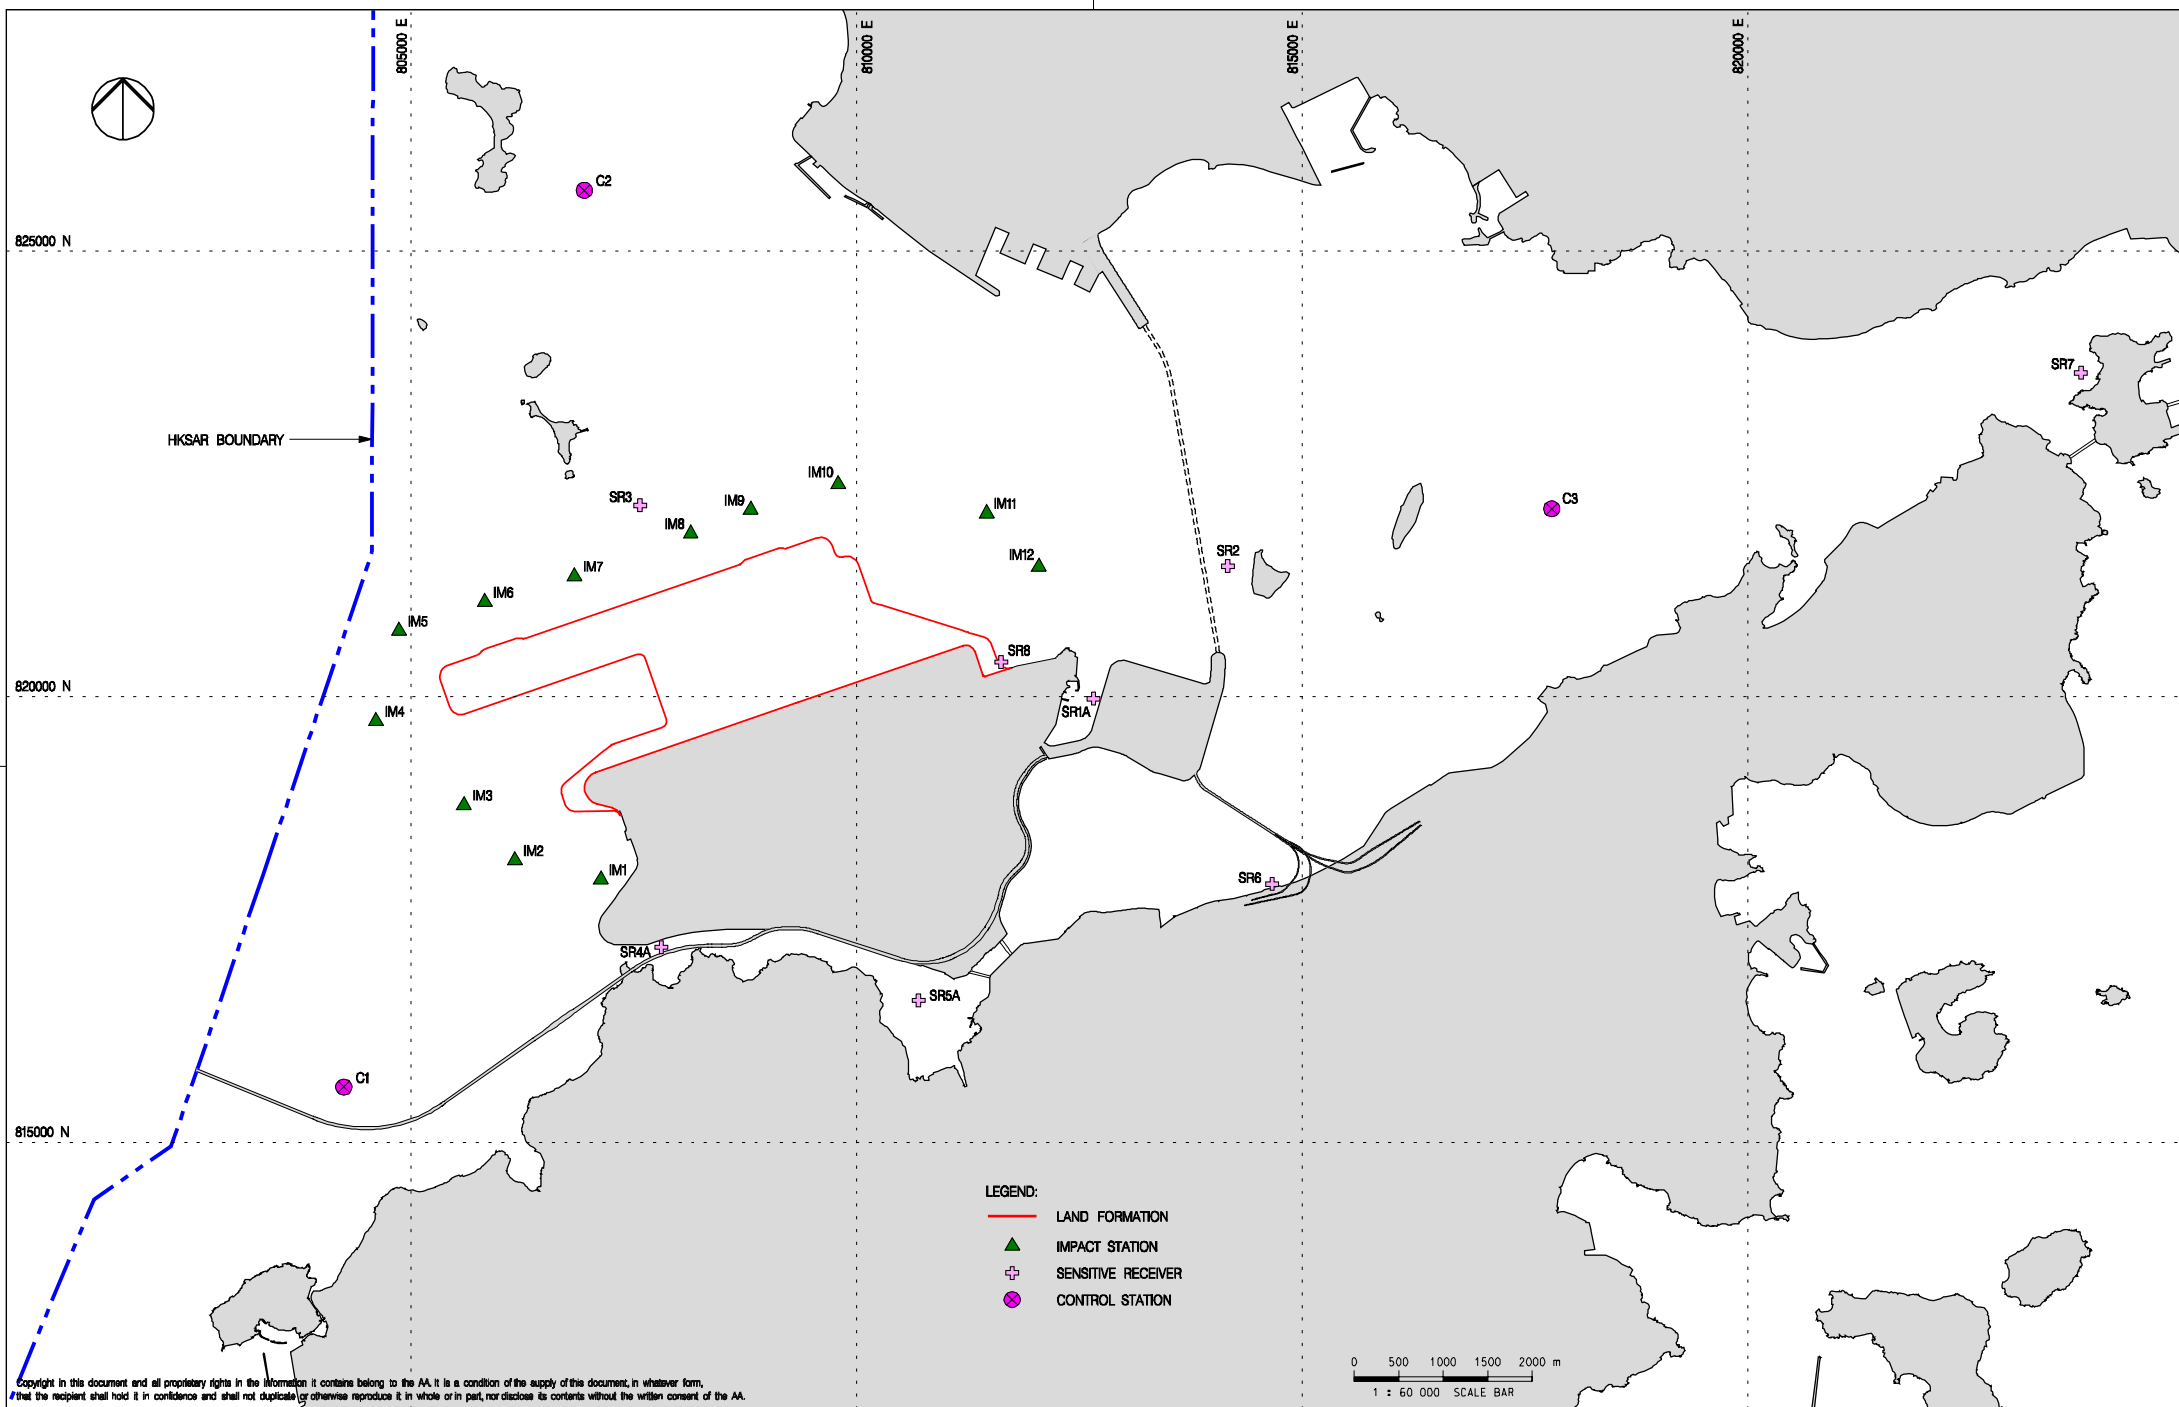 805000 E
810000 E
815000 E
820000 E
C2
825000 N
SR7
HKSAR BOUNDARY
IM10
SR3
IM9
IM11
C3
IM8
IM12
SR2
IM7
IM6
IM5
SR8
820000 N
IM4
SR1A
IM3
IM2
IM1
SR6
SR4A
SR5A
C1
815000 N
LEGEND:
LAND FORMATION
IMPACT STATION
SENSITIVE RECEIVER
CONTROL STATION
0 500 1000 1500 2000 m
1 : 60 000 SCALE BAR
Copyright in this document and all proprietary rights in the information it contains belong to the AA. It is a condition of the supply of this document, in whatever form,
that the recipient shall hold it in confidence and shall not duplicate or otherwise reproduce it in whole or in part, nor disclose its contents without the written consent of the AA.